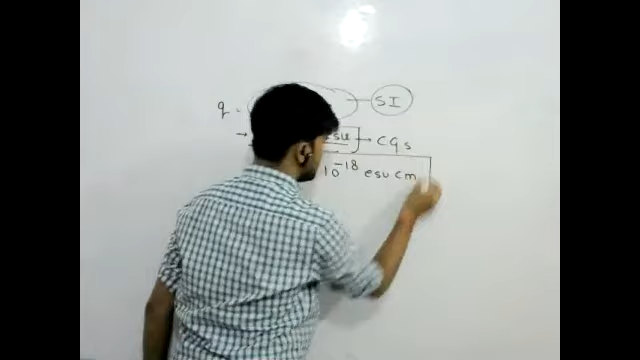 q = SI
→ esu → CGS
10⁻¹⁸ esu cm